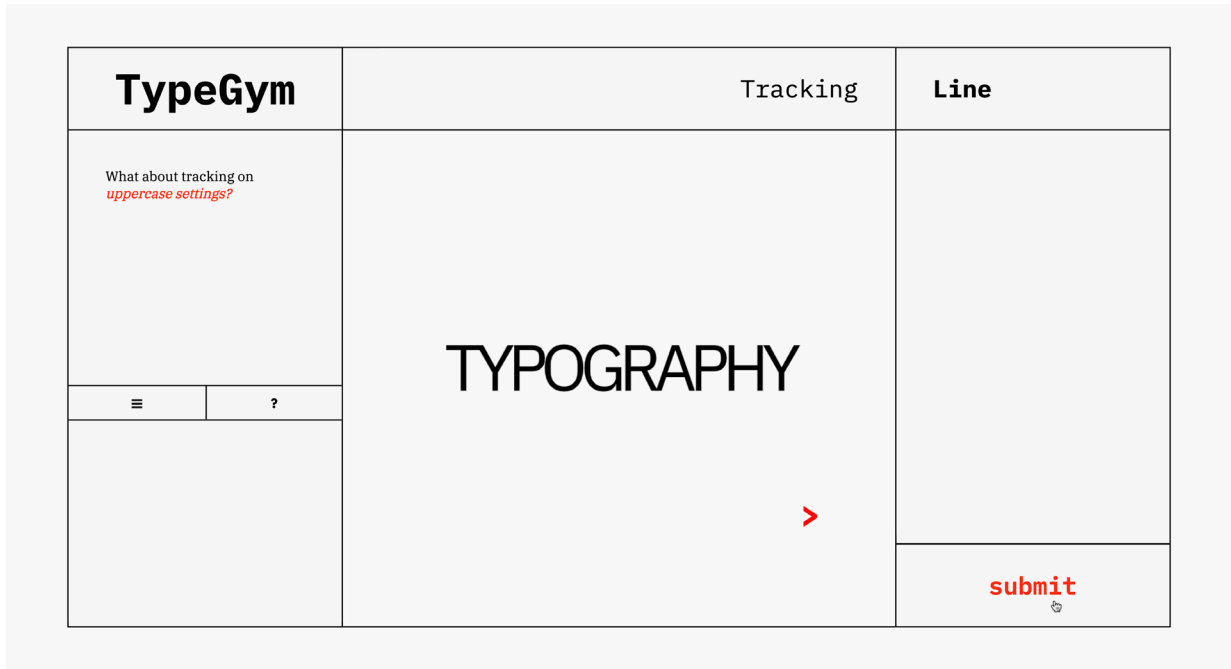 TypeGym
Tracking
Line
What about tracking on
uppercase settings?
TYPOGRAPHY
?
>
submit